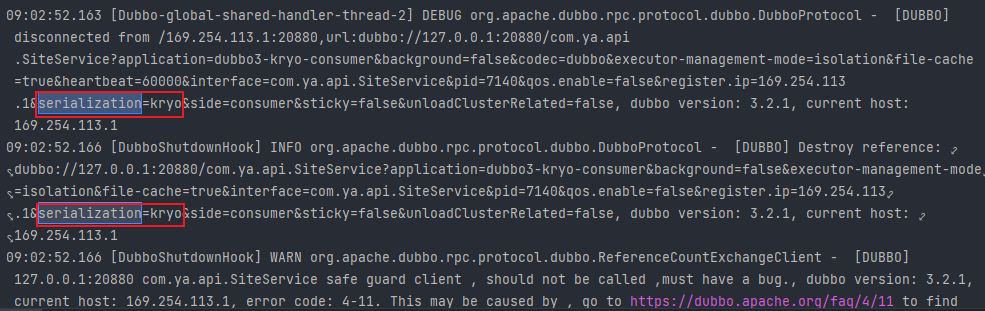 09:02:52.163 [Dubbo-global-shared-handler-thread-2] DEBUG org.apache.dubbo.rpc.protocol.dubbo.DubboProtocol -  [DUBBO]
disconnected from /169.254.113.1:20880,url:dubbo://127.0.0.1:20880/com.ya.api
.SiteService?application=dubbo3-kryo-consumer&background=false&codec=dubbo&executor-management-mode=isolation&file-cache
=true&heartbeat=60000&interface=com.ya.api.SiteService&pid=7140&qos.enable=false&register.ip=169.254.113
.1&serialization=kryo&side=consumer&sticky=false&unloadClusterRelated=false, dubbo version: 3.2.1, current host:
169.254.113.1
09:02:52.166 [DubboShutdownHook] INFO org.apache.dubbo.rpc.protocol.dubbo.DubboProtocol -  [DUBBO] Destroy reference:
dubbo://127.0.0.1:20880/com.ya.api.SiteService?application=dubbo3-kryo-consumer&background=false&executor-management-mode
=isolation&file-cache=true&interface=com.ya.api.SiteService&pid=7140&qos.enable=false&register.ip=169.254.113
.1&serialization=kryo&side=consumer&sticky=false&unloadClusterRelated=false, dubbo version: 3.2.1, current host:
169.254.113.1
09:02:52.166 [DubboShutdownHook] WARN org.apache.dubbo.rpc.protocol.dubbo.ReferenceCountExchangeClient -  [DUBBO]
127.0.0.1:20880 com.ya.api.SiteService safe guard client , should not be called ,must have a bug., dubbo version: 3.2.1,
current host: 169.254.113.1, error code: 4-11. This may be caused by , go to https://dubbo.apache.org/faq/4/11 to find